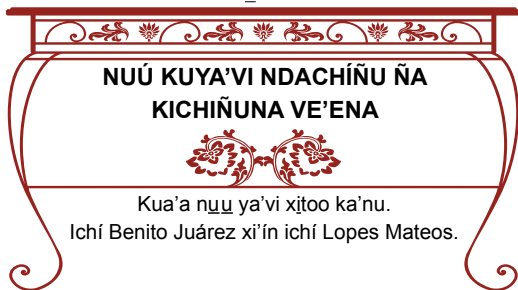 NUÚ KUYA’VI NDACHÍÑU ÑA
KICHIÑUNA VE’ENA
Kua’a nu̱u̱ ya’vi xi̱too ka’nu.
Ichí Benito Juárez xi’ín ichí Lopes Mateos.